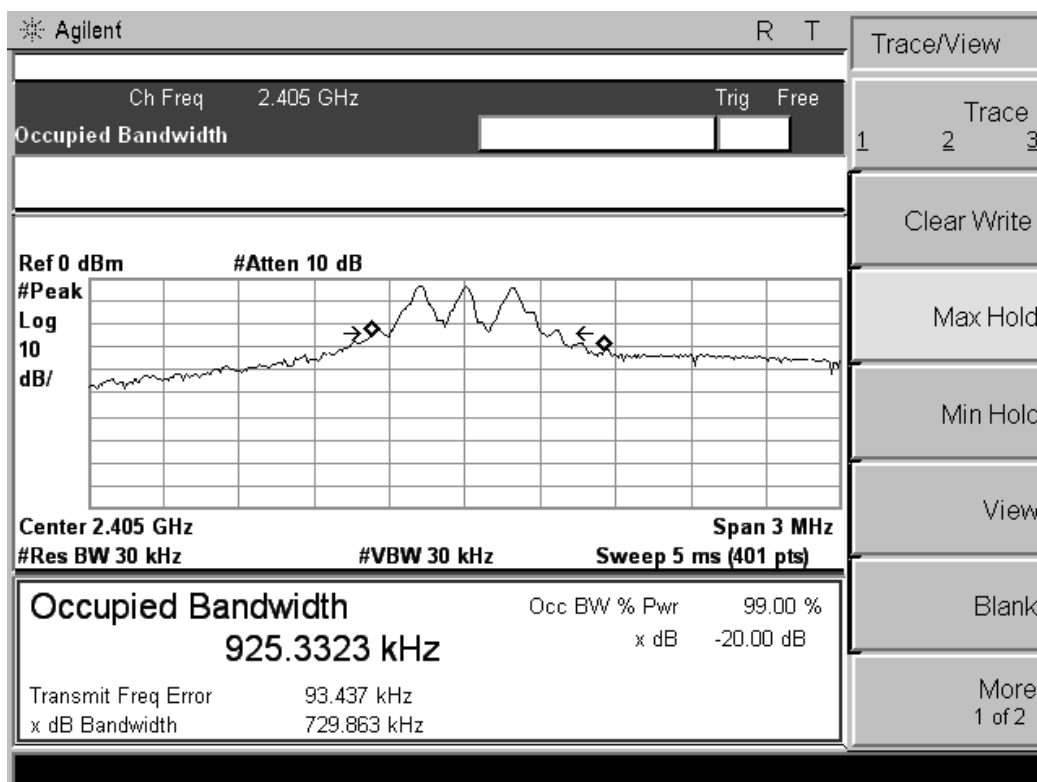 Agilent R T
Trace/View
Ch Freq 2.405 GHz Trig Free
Occupied Bandwidth
Trace
1 2 3
Clear Write
Ref 0 dBm #Atten 10 dB
#Peak
Log
10
dB/
Max Hold
Min Hold
Center 2.405 GHz Span 3 MHz
#Res BW 30 kHz #VBW 30 kHz Sweep 5 ms (401 pts)
View
Occupied Bandwidth Occ BW % Pwr 99.00 %
925.3323 kHz x dB -20.00 dB
Blank
Transmit Freq Error 93.437 kHz
x dB Bandwidth 729.863 kHz
More
1 of 2